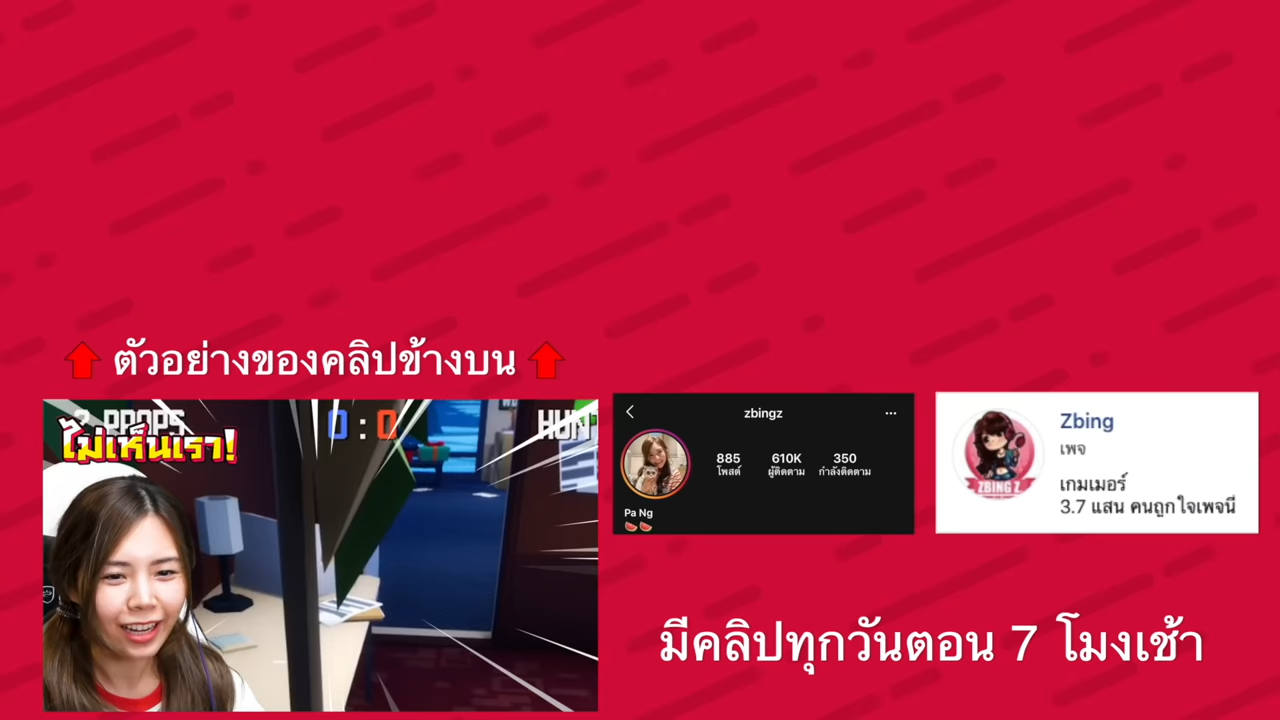 ตัวอย่างของคลิปข้างบน
PROPS
0 : 0
HUN
ไม่เห็นเรา!
zbingz
885
610K
350
โพสต์
ผู้ติดตาม
กำลังติดตาม
Pa Ng
Zbing
เพจ
เกมเมอร์
3.7 แสน คนถูกใจเพจนี้
ZBING Z
มีคลิปทุกวันตอน 7 โมงเช้า